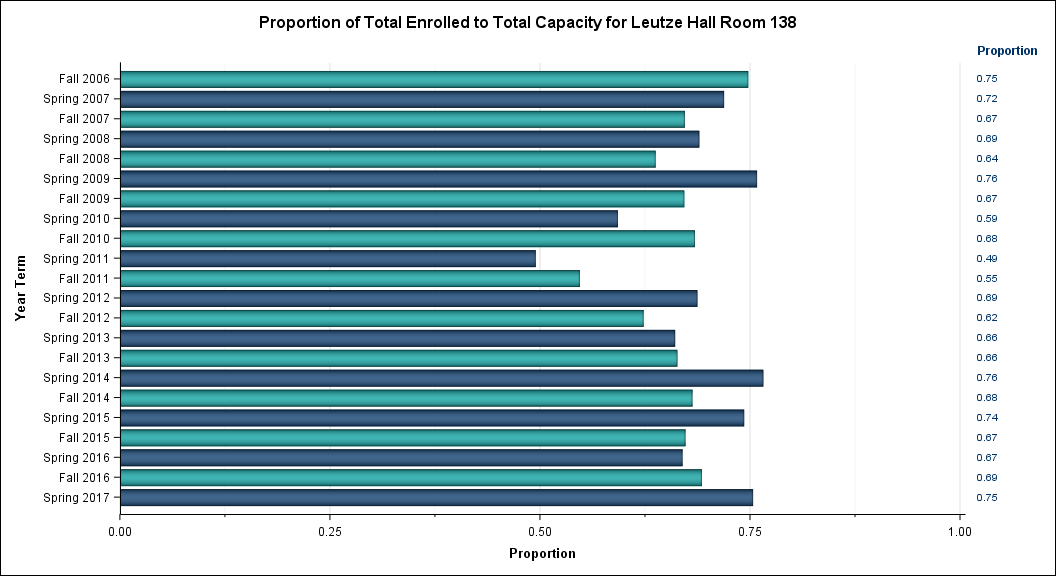 Proportion of Total Enrolled to Total Capacity for Leutze Hall Room 138
Proportion
Fall 2006 0.75
Spring 2007 0.72
Fall 2007 0.67
Spring 2008 0.69
Fall 2008 0.64
Spring 2009 0.76
Fall 2009 0.67
Spring 2010 0.59
Fall 2010 0.68
Spring 2011 0.49
Fall 2011 0.55
Spring 2012 0.69
Fall 2012 0.62
Spring 2013 0.66
Fall 2013 0.66
Spring 2014 0.76
Fall 2014 0.68
Spring 2015 0.74
Fall 2015 0.67
Spring 2016 0.67
Fall 2016 0.69
Spring 2017 0.75
Year Term
0.00 0.25 0.50 0.75 1.00
Proportion